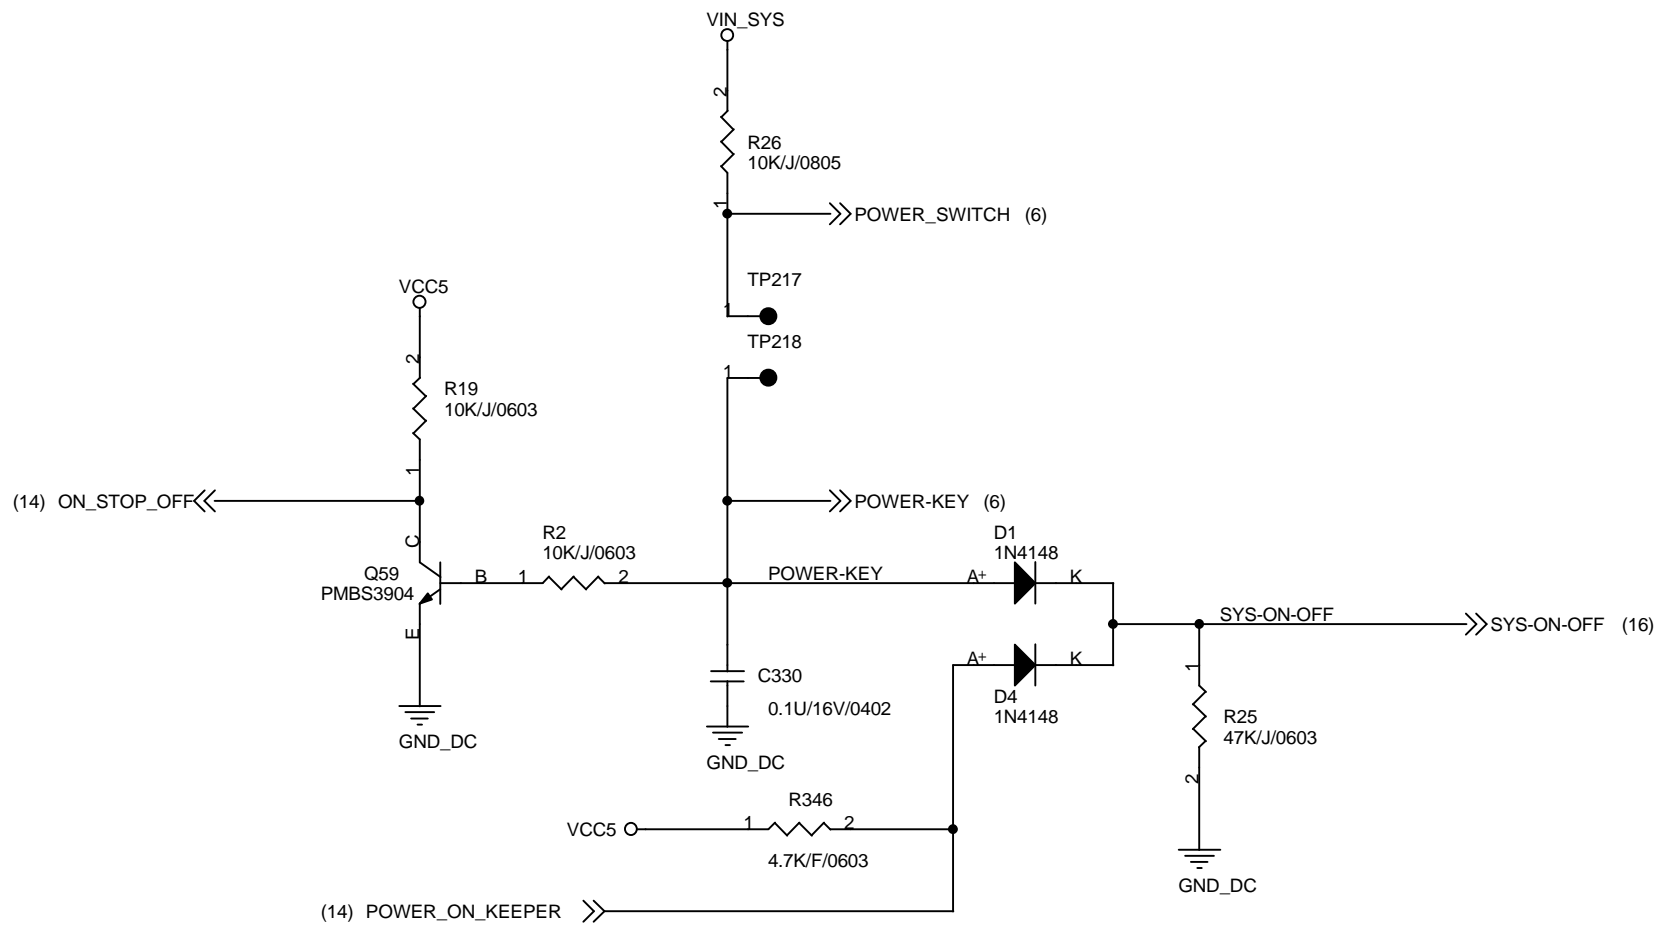 VIN_SYS
2
R26
10K/J/0805
1
POWER_SWITCH (6)
TP217
1
TP218
1
VCC5
2
R19
10K/J/0603
1
(14) ON_STOP_OFF
POWER-KEY (6)
C
R2
10K/J/0603
D1
1N4148
Q59
PMBS3904
B
1
2
POWER-KEY
A+
K
E
SYS-ON-OFF
SYS-ON-OFF (16)
A+
K
C330
0.1U/16V/0402
D4
1N4148
1
R25
47K/J/0603
2
GND_DC
GND_DC
R346
VCC5
1
2
4.7K/F/0603
GND_DC
(14) POWER_ON_KEEPER